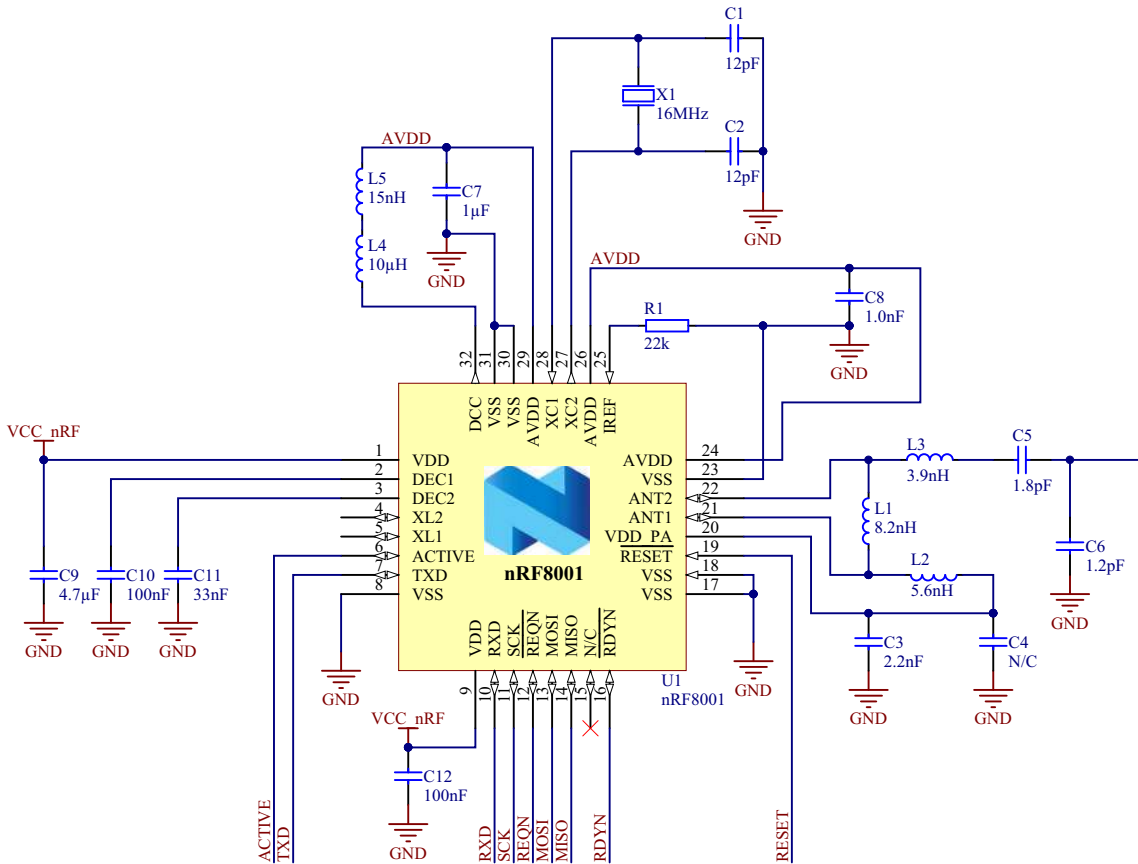 C1
12pF
X1
16MHz
C2
12pF
GND
AVDD
L5
15nH
C7
1µF
L4
10µH
GND
AVDD
C8
1.0nF
R1
22k
GND
32
31
30
29
28
27
26
25
DCC
VSS
VSS
AVDD
XC1
XC2
AVDD
IREF
VCC_nRF
1
VDD
2
DEC1
3
DEC2
4
XL2
5
XL1
6
ACTIVE
7
TXD
8
VSS
24
AVDD
23
VSS
22
ANT2
21
ANT1
20
VDD_PA
19
RESET
18
VSS
17
VSS
nRF8001
L3
3.9nH
C5
1.8pF
L1
8.2nH
L2
5.6nH
C6
1.2pF
GND
C9
4.7µF
GND
C10
100nF
GND
C11
33nF
GND
GND
C3
2.2nF
GND
C4
N/C
GND
GND
VDD
RXD
SCK
REQN
MOSI
MISO
N/C
RDYN
9
10
11
12
13
14
15
16
U1
nRF8001
VCC_nRF
C12
100nF
GND
ACTIVE
TXD
RXD
SCK
REQN
MOSI
MISO
RDYN
RESET